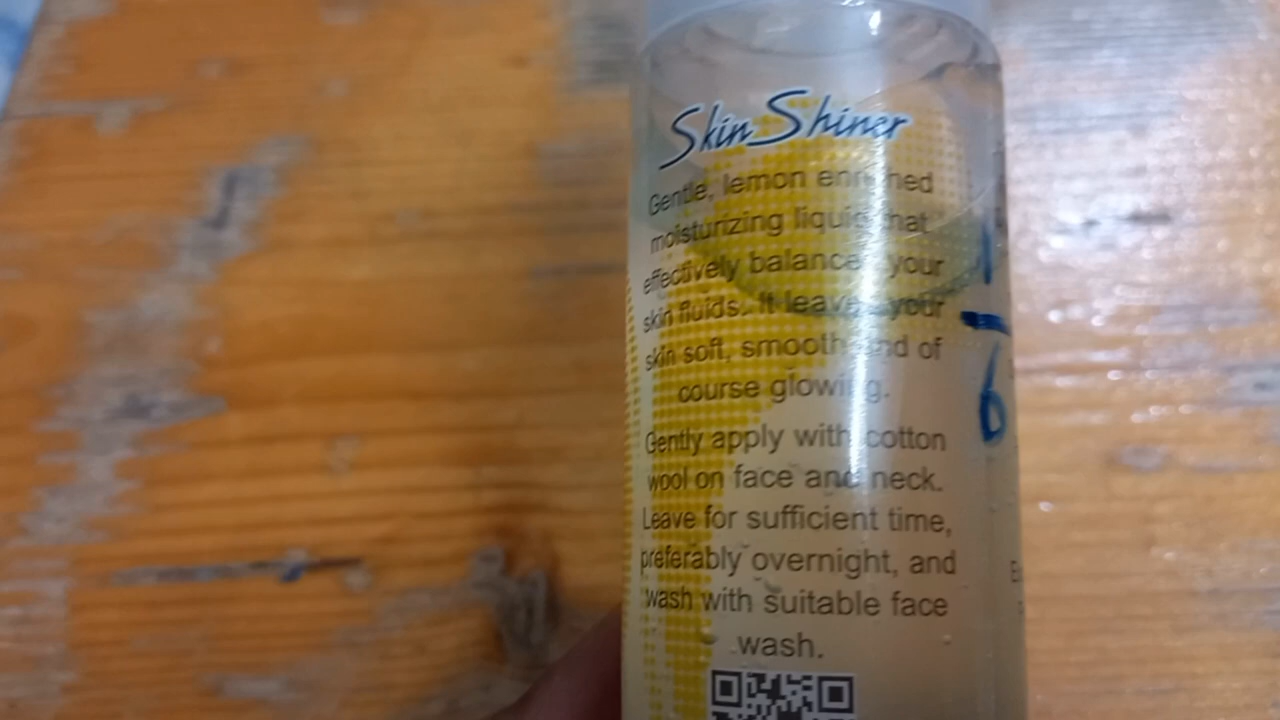 Skin Shiner
Gentle, lemon enriched
moisturizing liquid that
effectively balances your
skin fluids. It leaves your
skin soft, smooth and of
course glowing.
Gently apply with cotton
wool on face and neck.
Leave for sufficient time,
preferably overnight, and
wash with suitable face
wash.
1
6